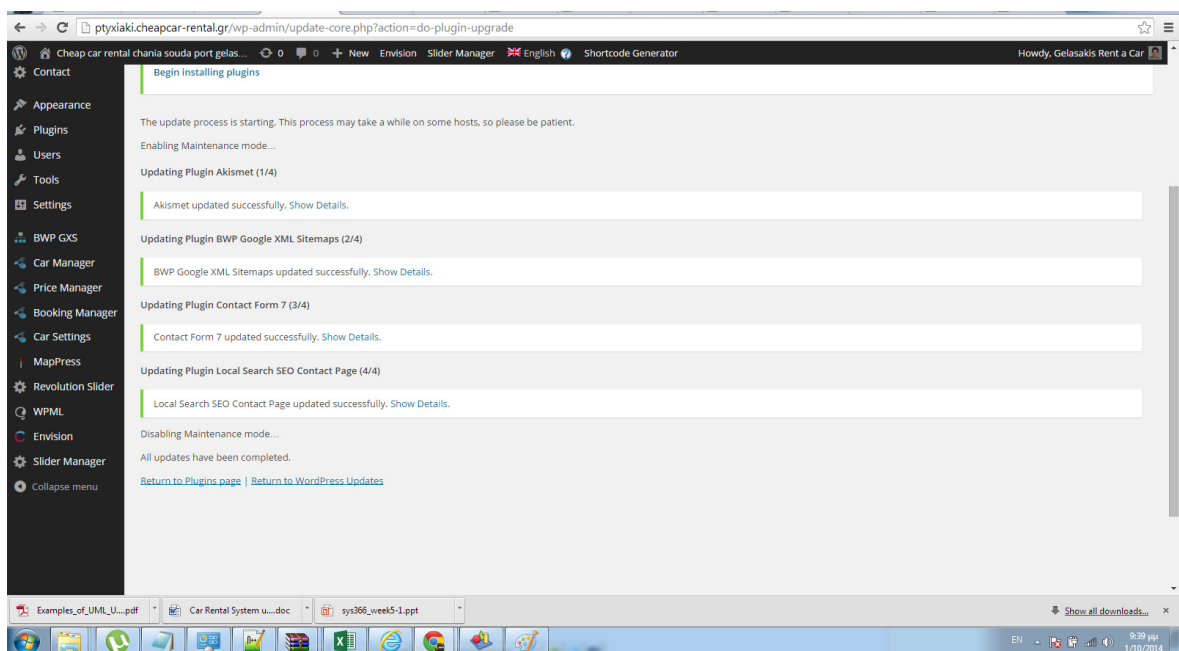 ptyxiaki.cheapcar-rental.gr/wp-admin/update-core.php?action=do-plugin-upgrade
Cheap car rental chania souda port gelas... 0 0 New Envision Slider Manager English Shortcode Generator Howdy, Gelasakis Rent a Car
Contact
Appearance
Plugins
Users
Tools
Settings
BWP GXS
Car Manager
Price Manager
Booking Manager
Car Settings
MapPress
Revolution Slider
WPML
Envision
Slider Manager
Collapse menu
Begin installing plugins
The update process is starting. This process may take a while on some hosts, so please be patient.
Enabling Maintenance mode...
Updating Plugin Akismet (1/4)
Akismet updated successfully. Show Details.
Updating Plugin BWP Google XML Sitemaps (2/4)
BWP Google XML Sitemaps updated successfully. Show Details.
Updating Plugin Contact Form 7 (3/4)
Contact Form 7 updated successfully. Show Details.
Updating Plugin Local Search SEO Contact Page (4/4)
Local Search SEO Contact Page updated successfully. Show Details.
Disabling Maintenance mode...
All updates have been completed.
Return to Plugins page | Return to WordPress Updates
Examples_of_UML_U....pdf Car Rental System u....doc sys366_week5-1.ppt Show all downloads...
EN 9:39 μμ
1/10/2014